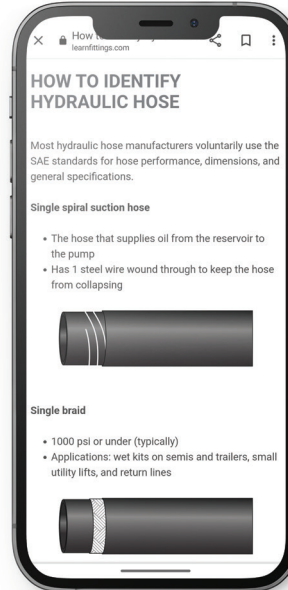 How t
learnfittings.com
HOW TO IDENTIFY
HYDRAULIC HOSE
Most hydraulic hose manufacturers voluntarily use the
SAE standards for hose performance, dimensions, and
general specifications.
Single spiral suction hose
• The hose that supplies oil from the reservoir to
the pump
• Has 1 steel wire wound through to keep the hose
from collapsing
Single braid
• 1000 psi or under (typically)
• Applications: wet kits on semis and trailers, small
utility lifts, and return lines